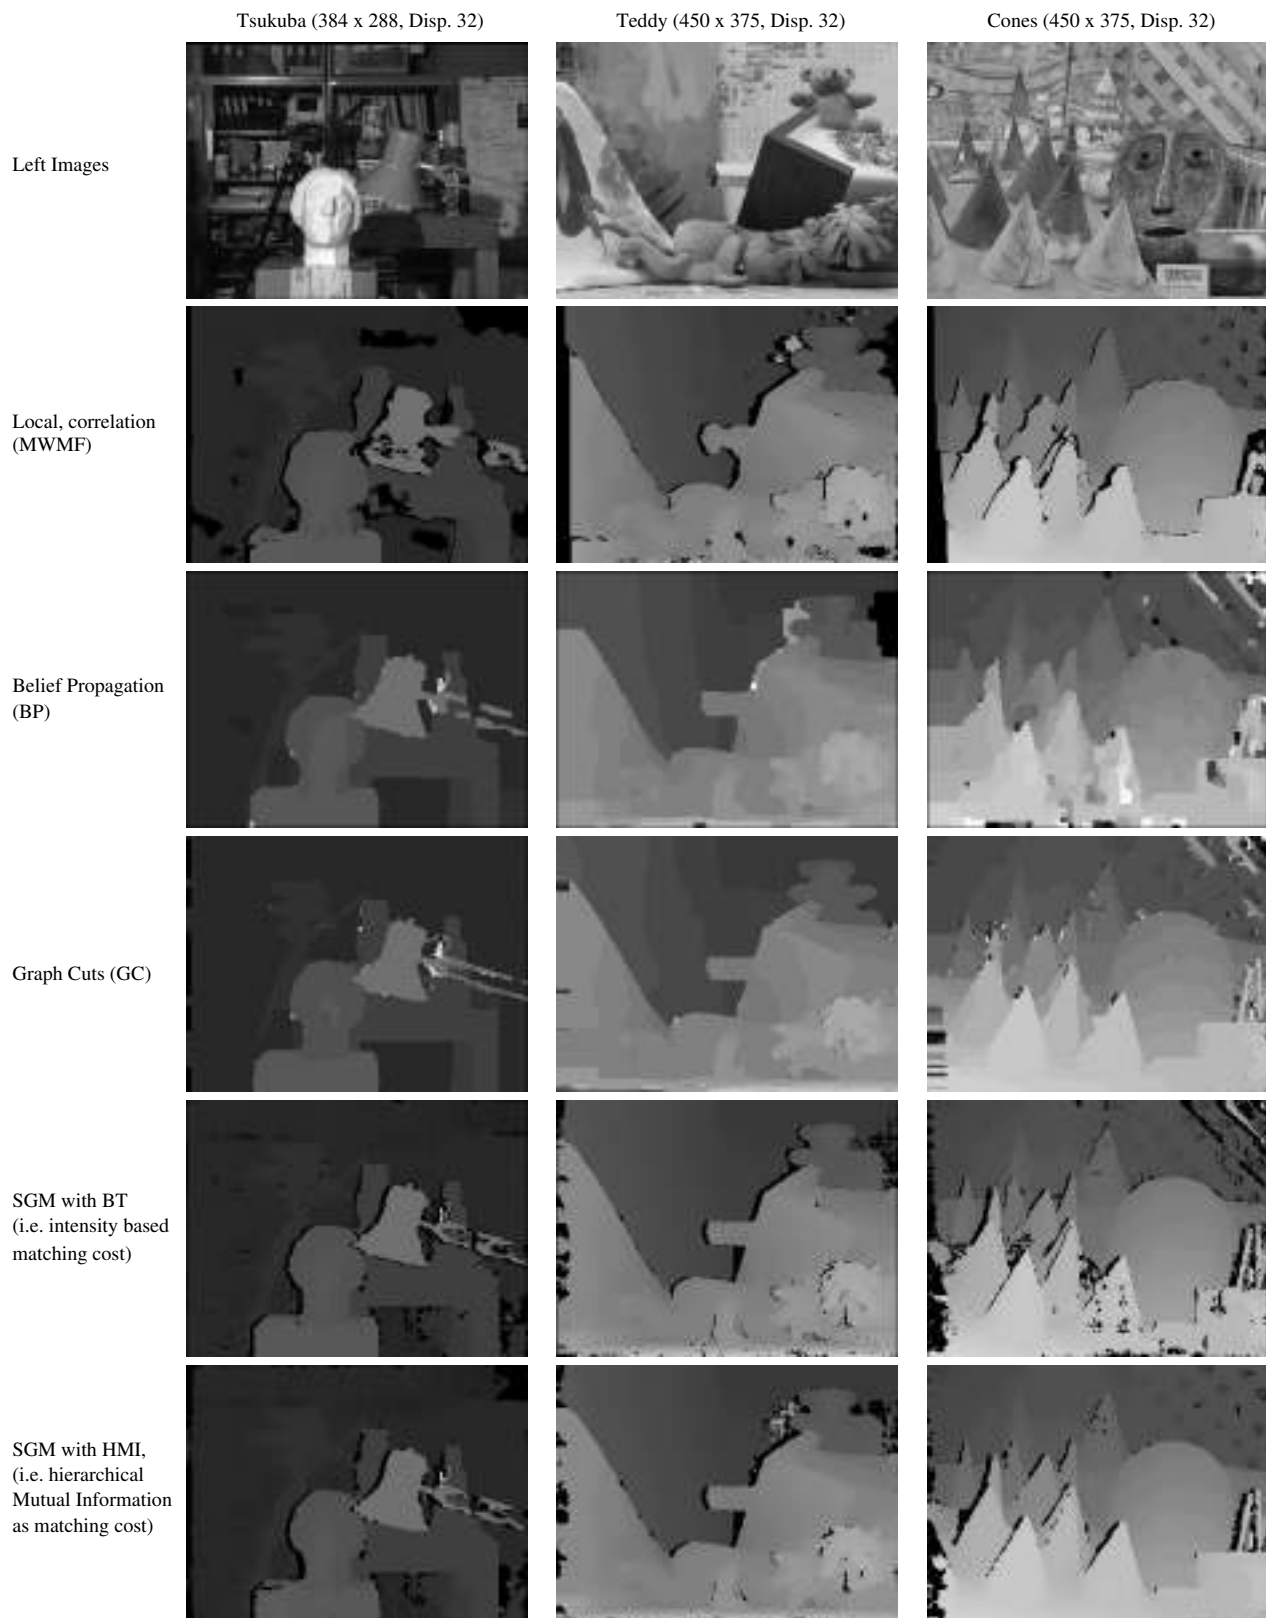 Tsukuba (384 x 288, Disp. 32)
Teddy (450 x 375, Disp. 32)
Cones (450 x 375, Disp. 32)
Left Images
Local, correlation
(MWMF)
Belief Propagation
(BP)
Graph Cuts (GC)
SGM with BT
(i.e. intensity based
matching cost)
SGM with HMI,
(i.e. hierarchical
Mutual Information
as matching cost)